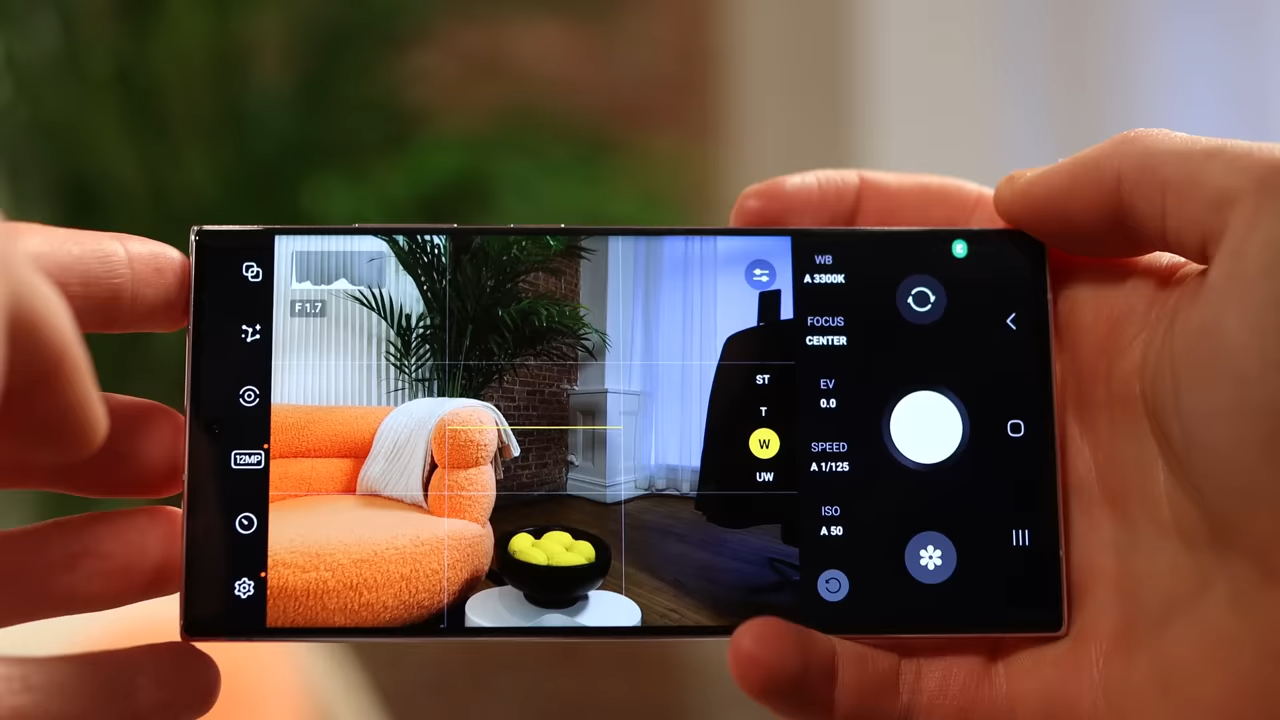 F1.7
12MP
ST
T
W
UW
WB
A 3300K
FOCUS
CENTER
EV
0.0
SPEED
A 1/125
ISO
A 50